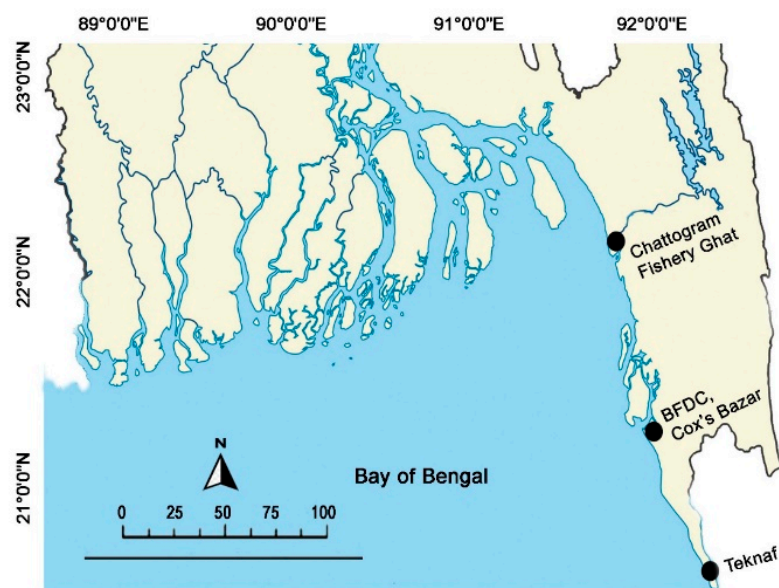 89°0'0"E
90°0'0"E
91°0'0"E
92°0'0"E
23°0'0"N
22°0'0"N
21°0'0"N
Chattogram
Fishery Ghat
BFDC,
Cox's Bazar
N
Bay of Bengal
0 25 50 75 100
Teknaf